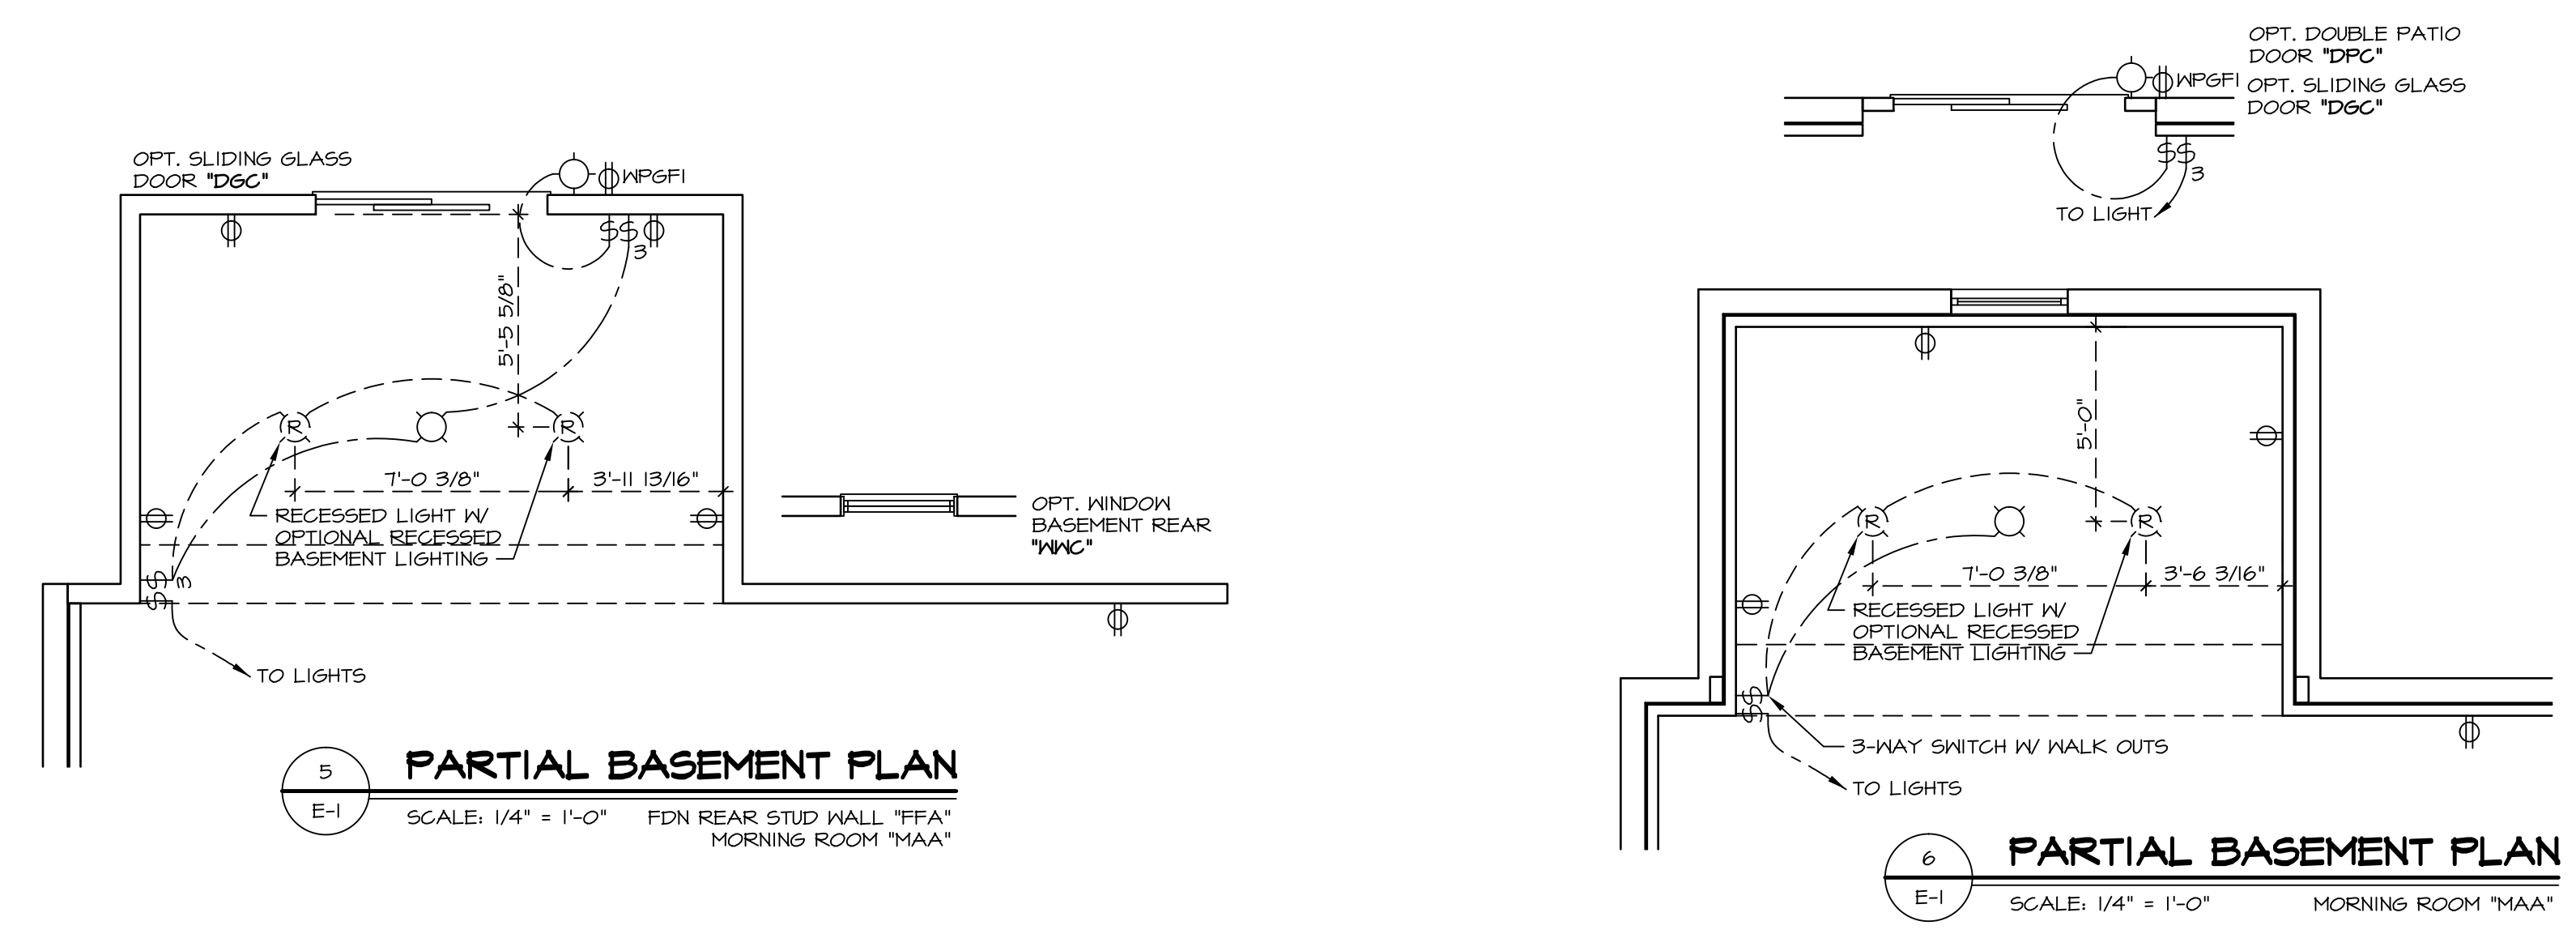 OPT. SLIDING GLASS
DOOR "DGC"
WPGFI
$$
3
5'-5 5/8"
R
R
7'-0 3/8"
3'-11 13/16"
RECESSED LIGHT W/
OPTIONAL RECESSED
BASEMENT LIGHTING
$$
3
TO LIGHTS
OPT. WINDOW
BASEMENT REAR
"WWC"
5
E-1
PARTIAL BASEMENT PLAN
SCALE: 1/4" = 1'-0"
FDN REAR STUD WALL "FFA"
MORNING ROOM "MAA"
OPT. DOUBLE PATIO
DOOR "DPC"
WPGFI
OPT. SLIDING GLASS
DOOR "DGC"
$$
3
TO LIGHT
5'-0"
R
R
7'-0 3/8"
3'-6 3/16"
RECESSED LIGHT W/
OPTIONAL RECESSED
BASEMENT LIGHTING
$$
3-WAY SWITCH W/ WALK OUTS
TO LIGHTS
6
E-1
PARTIAL BASEMENT PLAN
SCALE: 1/4" = 1'-0"
MORNING ROOM "MAA"